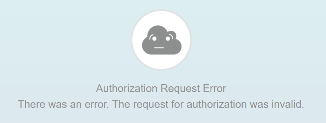 Authorization Request Error
There was an error. The request for authorization was invalid.